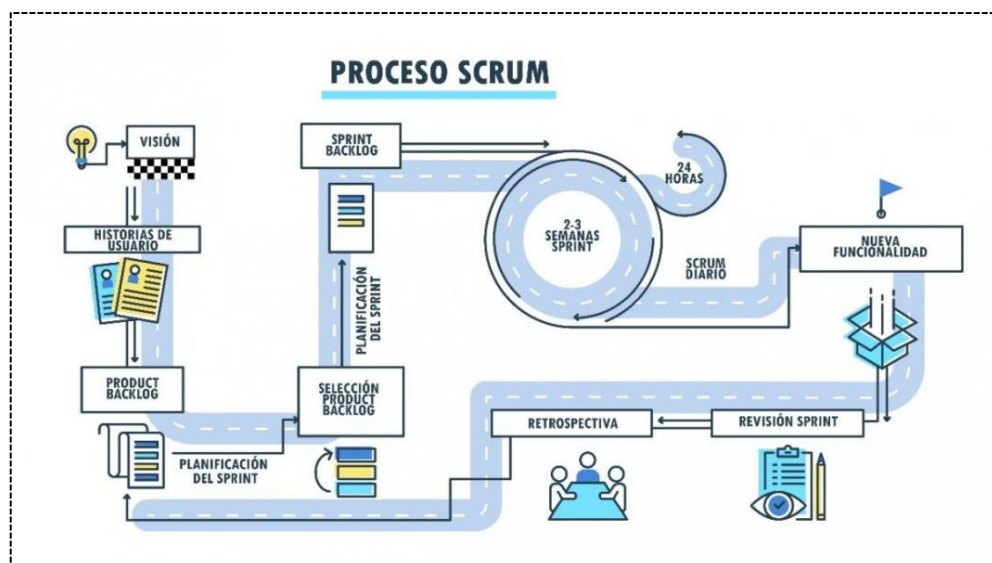 PROCESO SCRUM
VISIÓN
HISTORIAS DE
USUARIO
PRODUCT
BACKLOG
PLANIFICACIÓN
DEL SPRINT
SELECCIÓN
PRODUCT
BACKLOG
PLANIFICACIÓN
DEL SPRINT
SPRINT
BACKLOG
2-3
SEMANAS
SPRINT
24
HORAS
SCRUM
DIARIO
NUEVA
FUNCIONALIDAD
REVISIÓN SPRINT
RETROSPECTIVA